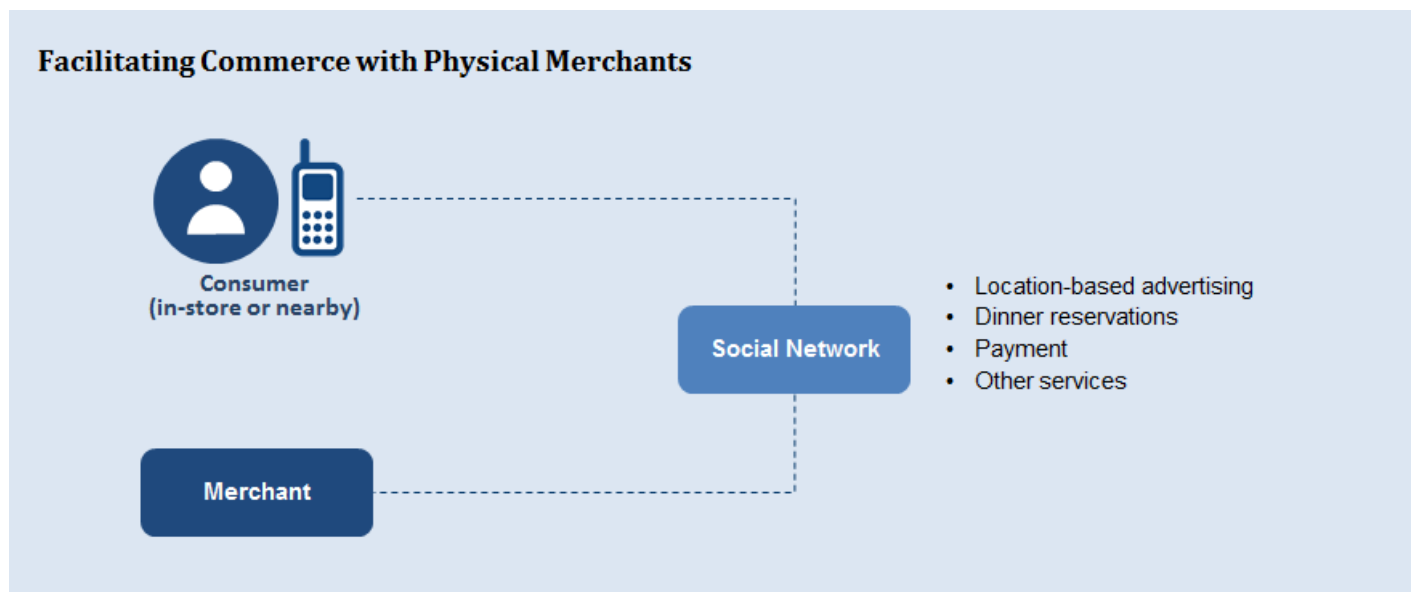 Facilitating Commerce with Physical Merchants
Consumer
(in-store or nearby)
Social Network
• Location-based advertising
• Dinner reservations
• Payment
• Other services
Merchant